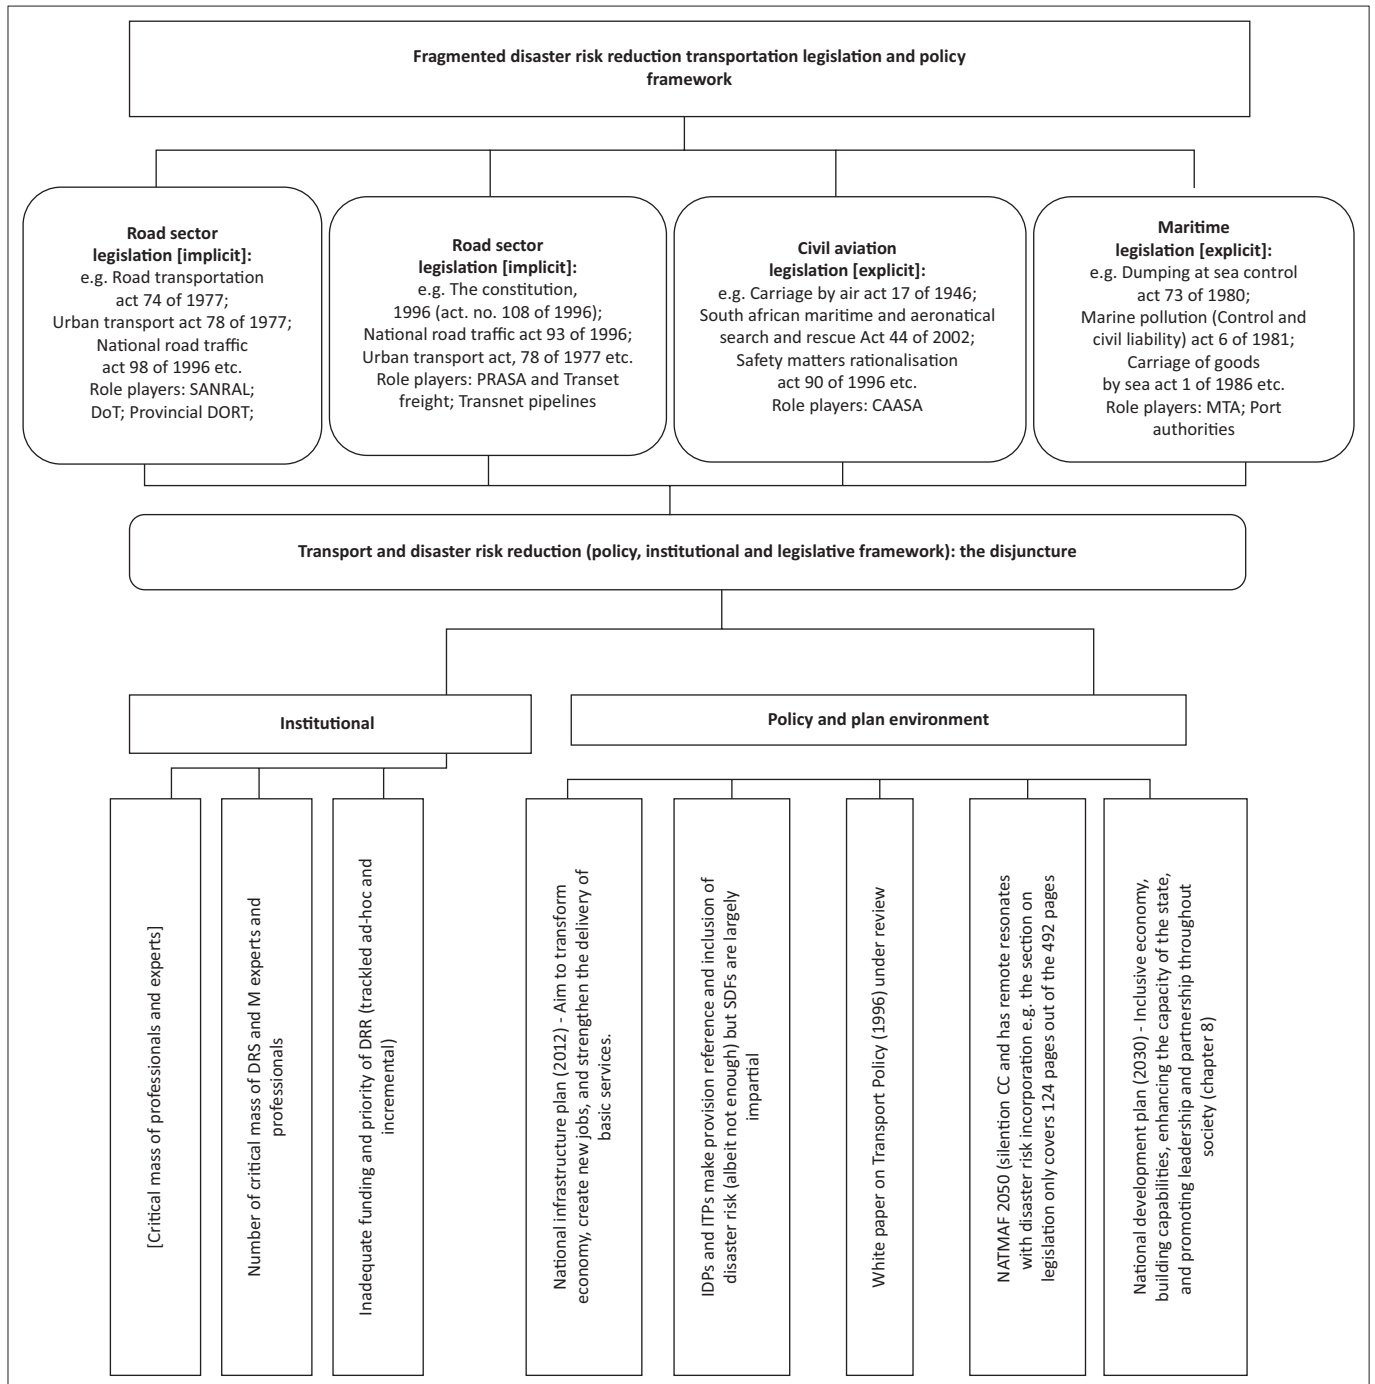 Fragmented disaster risk reduction transportation legislation and policy
framework
Road sector
legislation [implicit]:
e.g. Road transportation
act 74 of 1977;
Urban transport act 78 of 1977;
National road traffic
act 98 of 1996 etc.
Role players: SANRAL;
DoT; Provincial DORT;
Road sector
legislation [implicit]:
e.g. The constitution,
1996 (act. no. 108 of 1996);
National road traffic act 93 of 1996;
Urban transport act, 78 of 1977 etc.
Role players: PRASA and Transet
freight; Transnet pipelines
Civil aviation
legislation [explicit]:
e.g. Carriage by air act 17 of 1946;
South african maritime and aeronatical
search and rescue Act 44 of 2002;
Safety matters rationalisation
act 90 of 1996 etc.
Role players: CAASA
Maritime
legislation [explicit]:
e.g. Dumping at sea control
act 73 of 1980;
Marine pollution (Control and
civil liability) act 6 of 1981;
Carriage of goods
by sea act 1 of 1986 etc.
Role players: MTA; Port
authorities
Transport and disaster risk reduction (policy, institutional and legislative framework): the disjuncture
Institutional
Policy and plan environment
[Critical mass of professionals and experts]
Number of critical mass of DRS and M experts and
professionals
Inadequate funding and priority of DRR (trackled ad-hoc and
incremental)
National infrastructure plan (2012) - Aim to transform
economy, create new jobs, and strengthen the delivery of
basic services.
IDPs and ITPs make provision reference and inclusion of
disaster risk (albeit not enough) but SDFs are largely
impartial
White paper on Transport Policy (1996) under review
NATMAF 2050 (silention CC and has remote resonates
with disaster risk incorporation e.g. the section on
legislation only covers 124 pages out of the 492 pages
National development plan (2030) - Inclusive economy,
building capabilities, enhancing the capacity of the state,
and promoting leadership and partnership throughout
society (chapter 8)